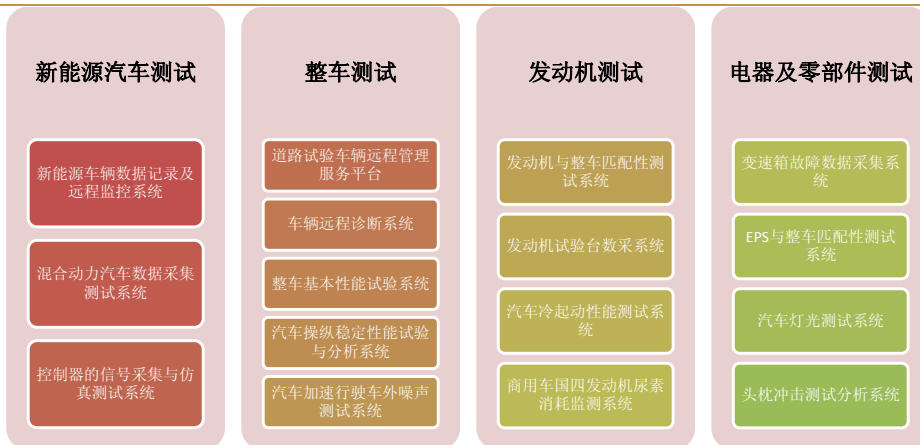 新能源汽车测试
新能源车辆数据记录及
远程监控系统
混合动力汽车数据采集
测试系统
控制器的信号采集与仿
真测试系统
整车测试
道路试验车辆远程管理
服务平台
车辆远程诊断系统
整车基本性能试验系统
汽车操纵稳定性能试验
与分析系统
汽车加速行驶车外噪声
测试系统
发动机测试
发动机与整车匹配性测
试系统
发动机试验台数采系统
汽车冷起动性能测试系
统
商用车国四发动机尿素
消耗监测系统
电器及零部件测试
变速箱故障数据采集系
统
EPS与整车匹配性测试
系统
汽车灯光测试系统
头枕冲击测试分析系统